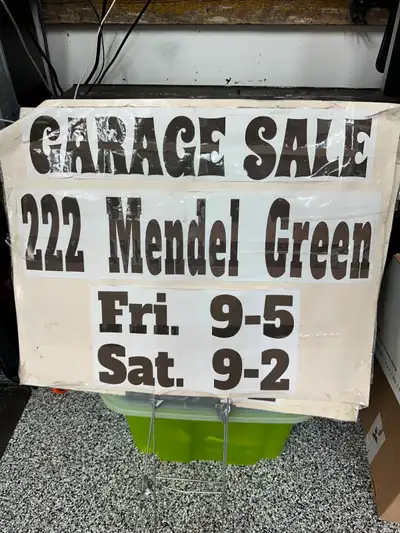 GARAGE SALE
222 Mendel Green
Fri. 9-5
Sat. 9-2